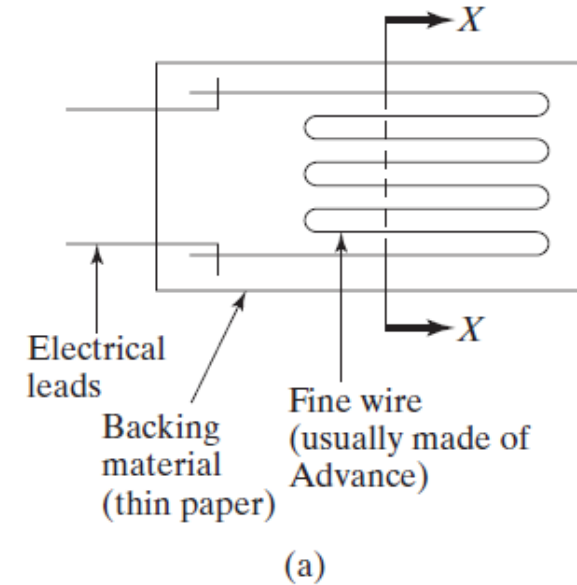 X
X
Electrical
leads
Backing
material
(thin paper)
Fine wire
(usually made of
Advance)
(a)